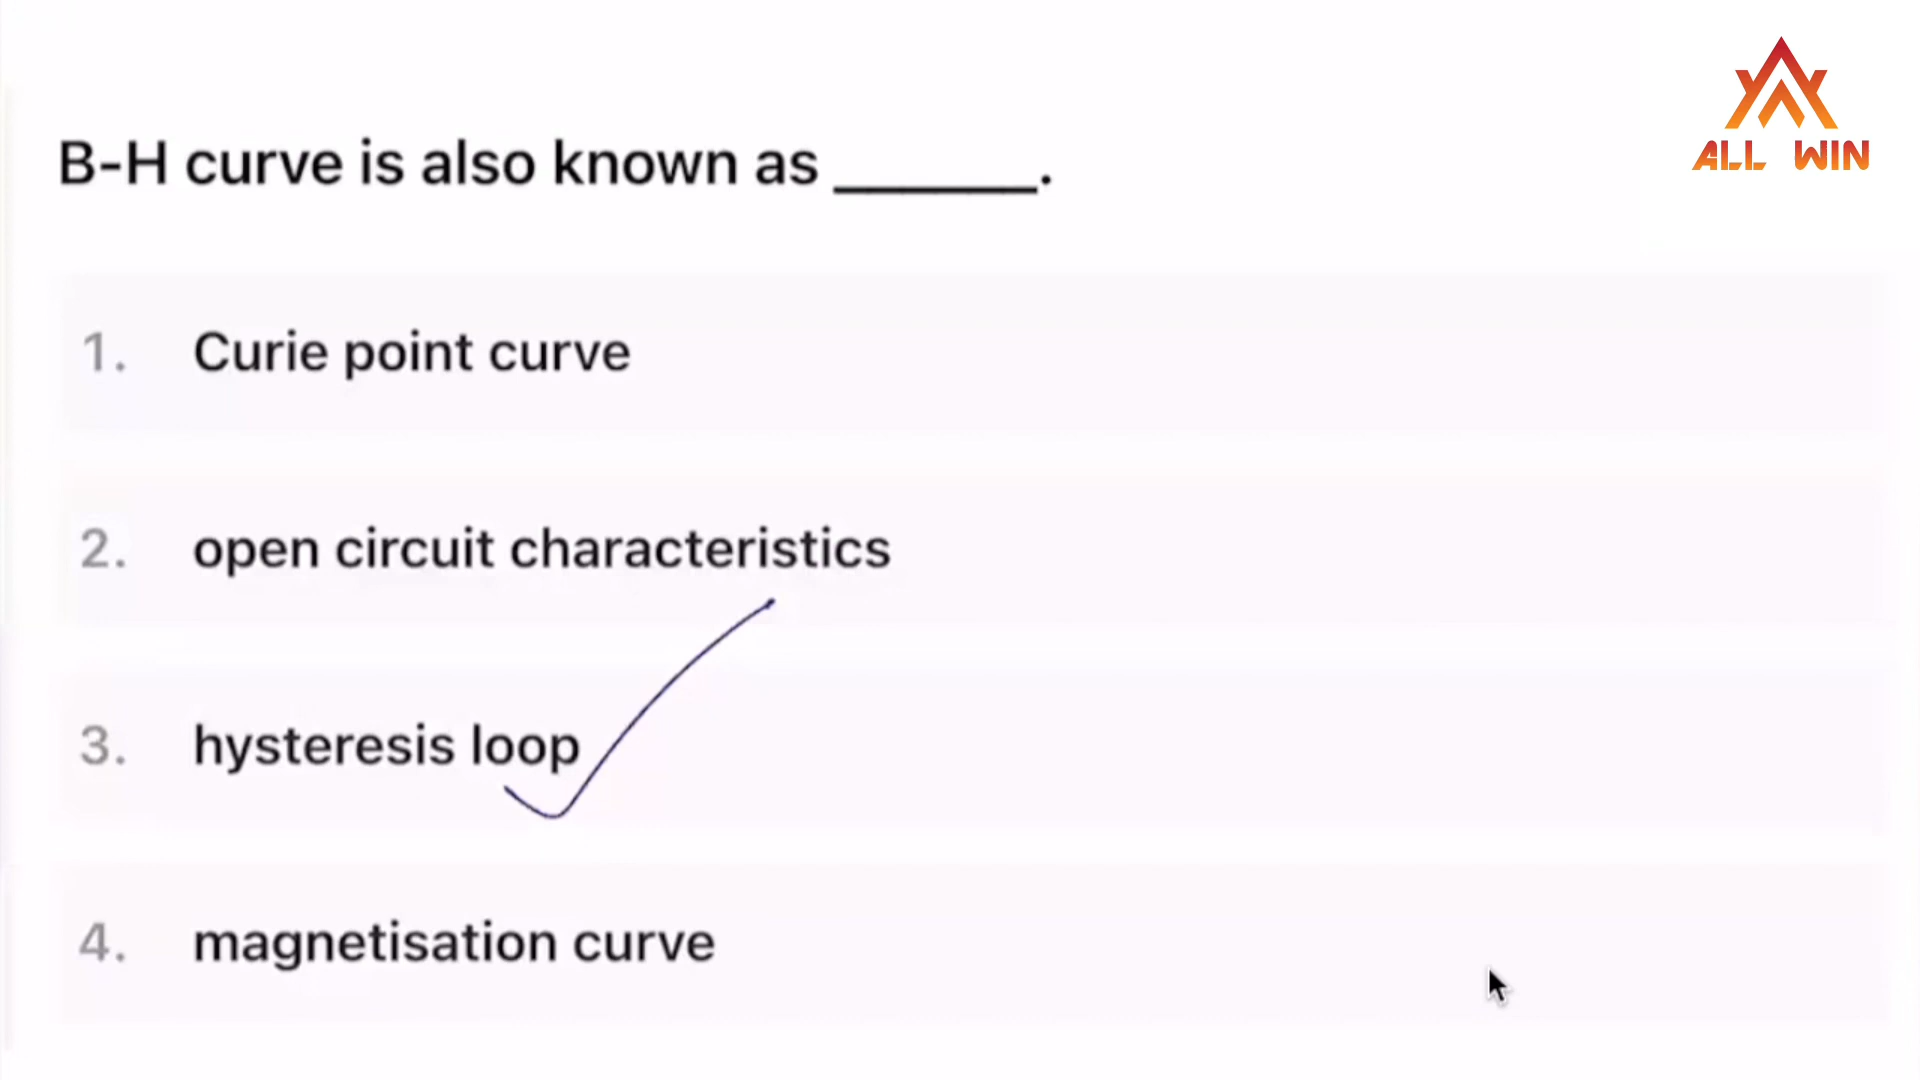 ALL WIN
B-H curve is also known as _______.
1. Curie point curve
2. open circuit characteristics
3. hysteresis loop
4. magnetisation curve